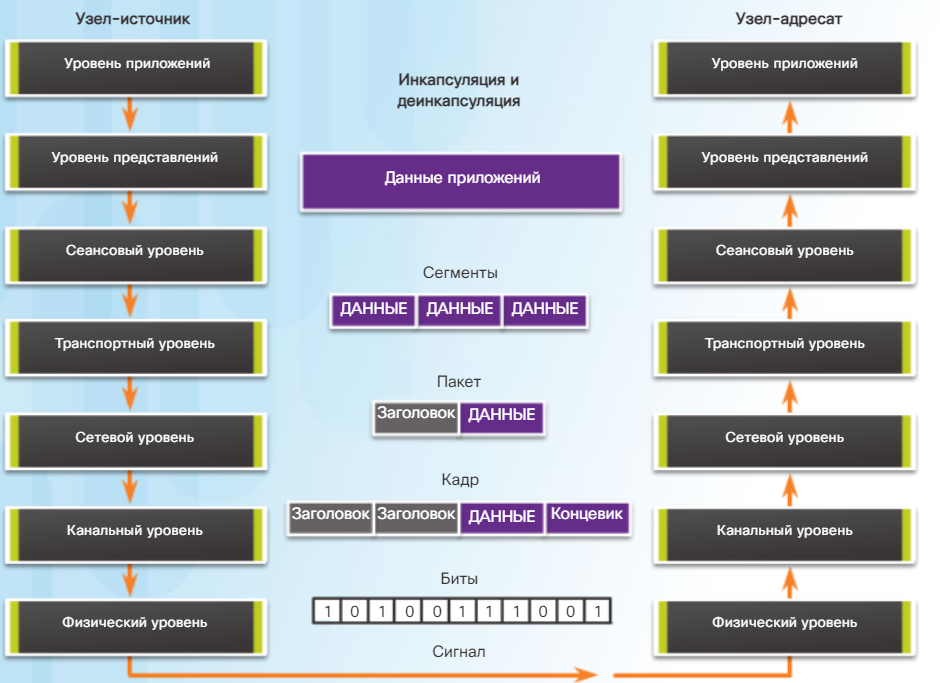 Узел-источник
Уровень приложений
Уровень представлений
Сеансовый уровень
Транспортный уровень
Сетевой уровень
Канальный уровень
Физический уровень
Инкапсуляция и
деинкапсуляция
Данные приложений
Сегменты
ДАННЫЕ ДАННЫЕ ДАННЫЕ
Пакет
Заголовок ДАННЫЕ
Кадр
Заголовок Заголовок ДАННЫЕ Концевик
Биты
1 0 1 0 0 1 1 1 0 0 1
Сигнал
Узел-адресат
Уровень приложений
Уровень представлений
Сеансовый уровень
Транспортный уровень
Сетевой уровень
Канальный уровень
Физический уровень